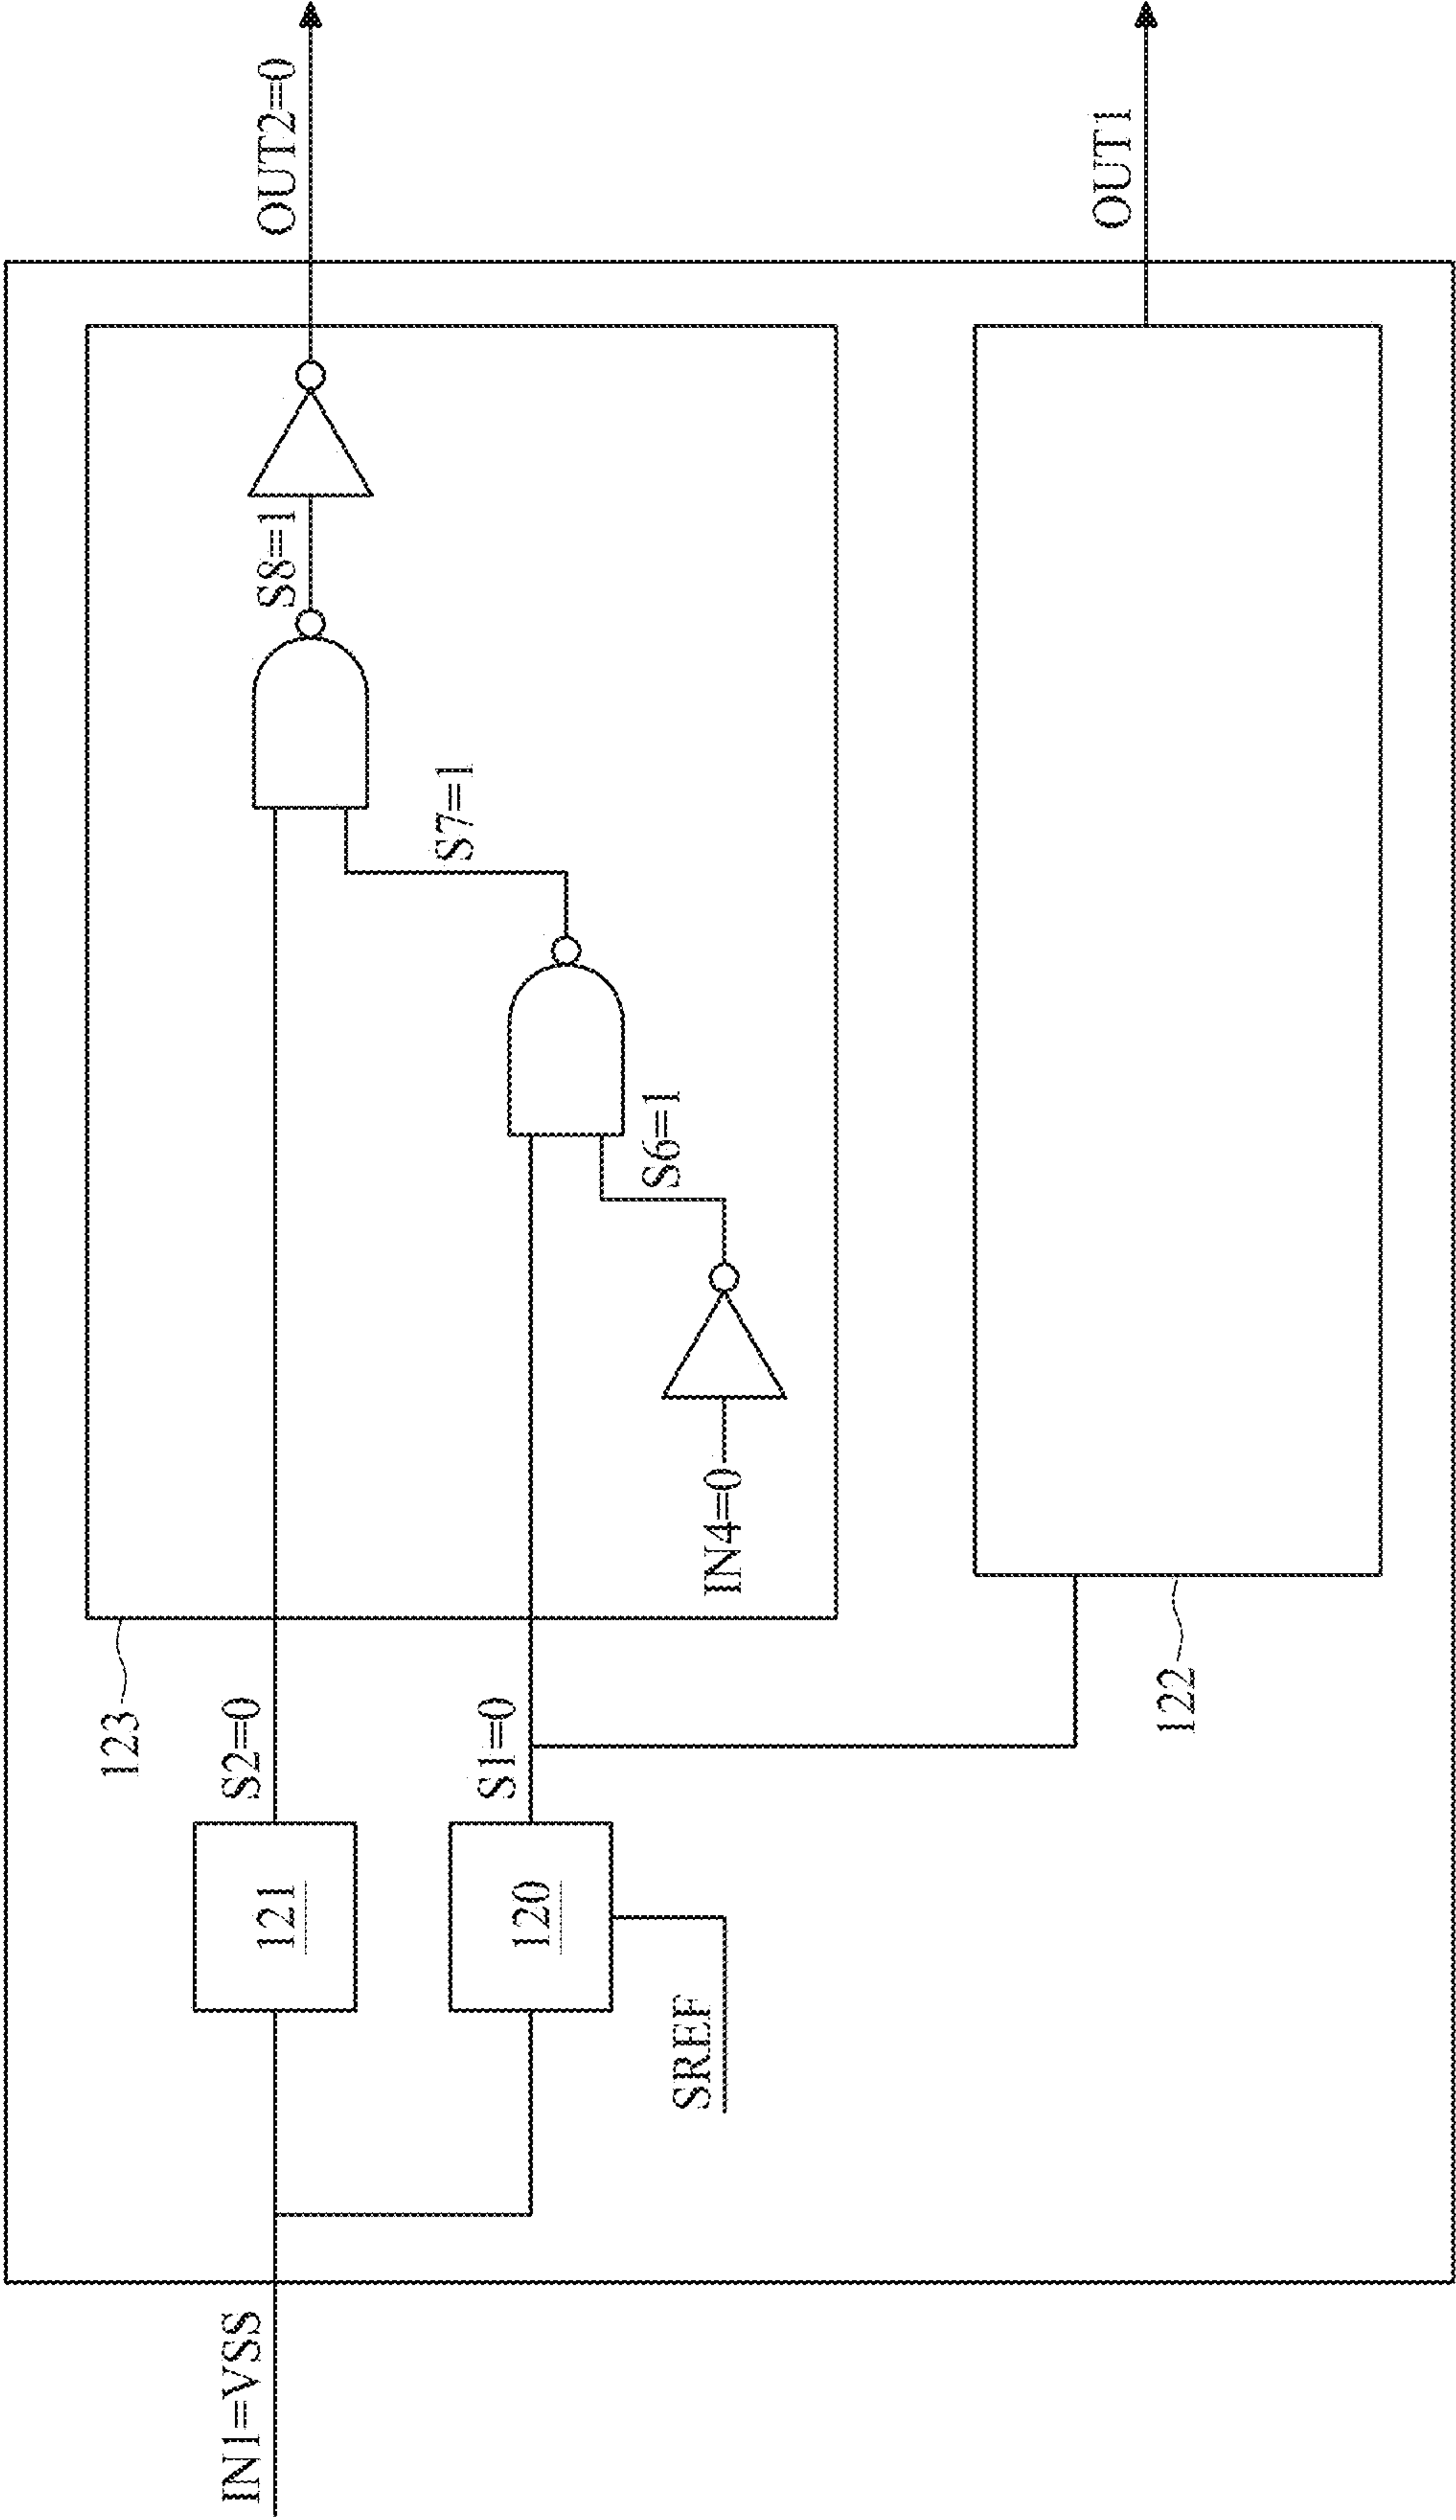 IN1=VSS
121
S2=0
123
120
S1=0
SREF
IN4=0
S6=1
S7=1
S8=1
OUT2=0
122
OUT1